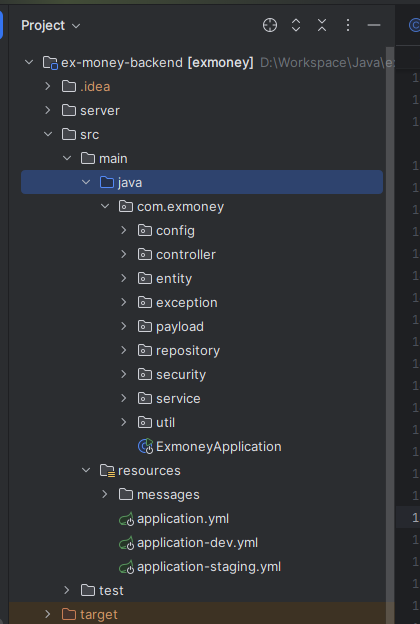 Project
ex-money-backend [exmoney] D:\Workspace\Java\e
.idea
server
src
main
java
com.exmoney
config
controller
entity
exception
payload
repository
security
service
util
ExmoneyApplication
resources
messages
application.yml
application-dev.yml
application-staging.yml
test
target